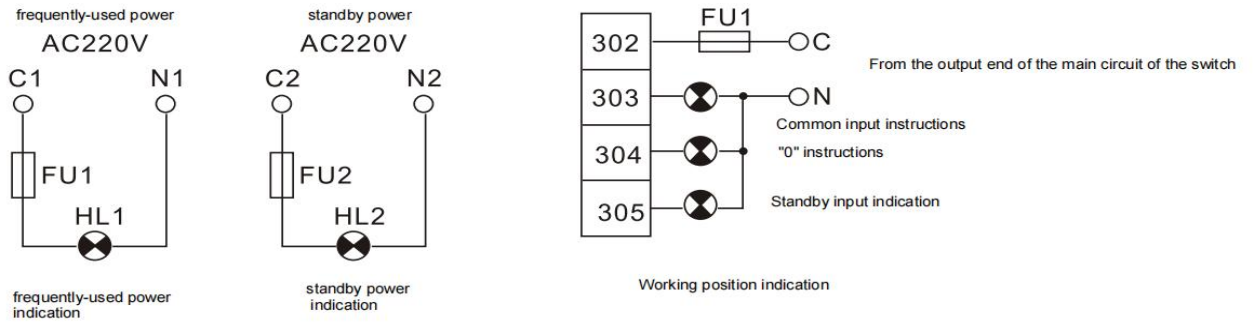 frequently-used power
AC220V
C1 N1
FU1
HL1
frequently-used power
indication
standby power
AC220V
C2 N2
FU2
HL2
standby power
indication
302 FU1 C
From the output end of the main circuit of the switch
303 N
Common input instructions
304 "0" instructions
305 Standby input indication
Working position indication